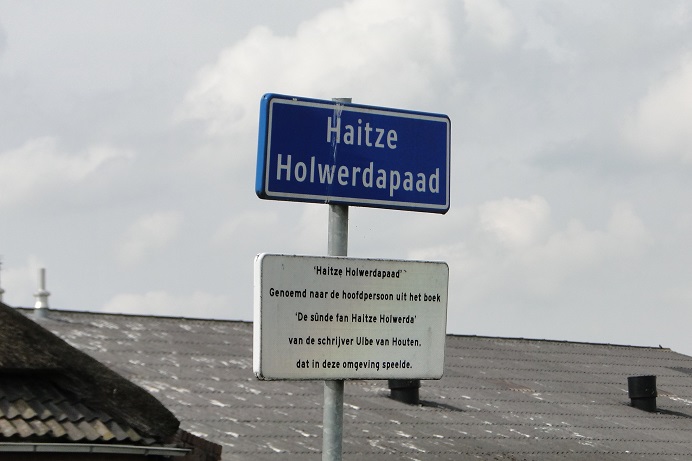 Haitze
Holwerdapaad
'Haitze Holwerdapaad'
Genoemd naar de hoofdpersoon uit het boek
'De sûnde fan Haitze Holwerda'
van de schrijver Ulbe van Houten.
dat in deze omgeving speelde.